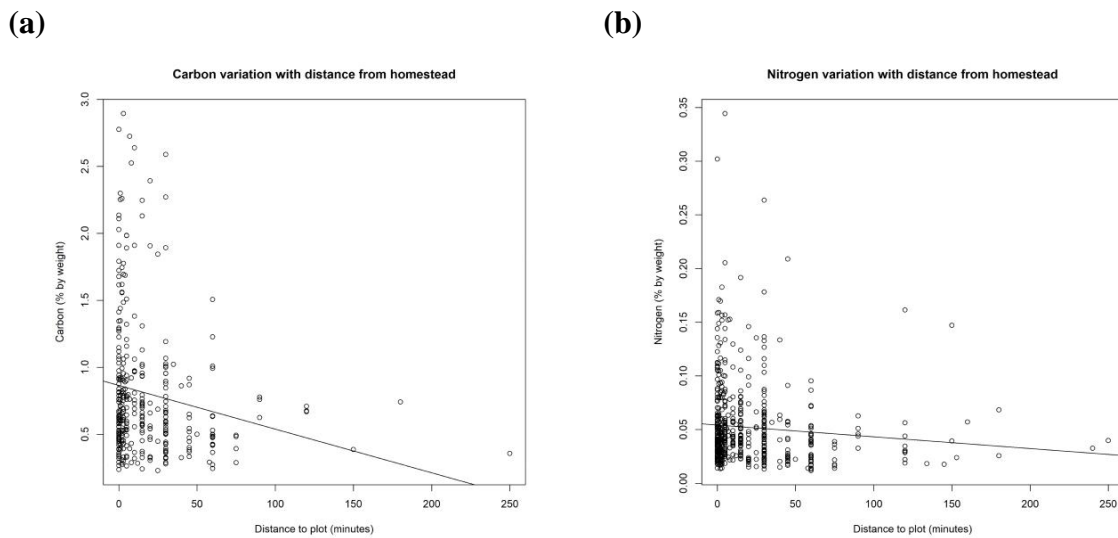 (a)
Carbon variation with distance from homestead
Carbon (% by weight)
3.0
2.5
2.0
1.5
1.0
0.5
0 50 100 150 200 250
Distance to plot (minutes)
(b)
Nitrogen variation with distance from homestead
Nitrogen (% by weight)
0.35
0.30
0.25
0.20
0.15
0.10
0.05
0.00
0 50 100 150 200 250
Distance to plot (minutes)